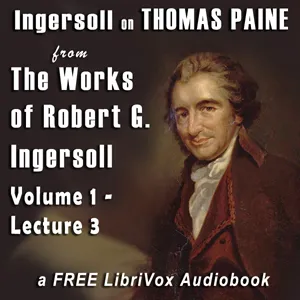 Ingersoll on THOMAS PAINE
from
The Works
of Robert G.
Ingersoll
Volume 1 -
Lecture 3
a FREE LibriVox Audiobook